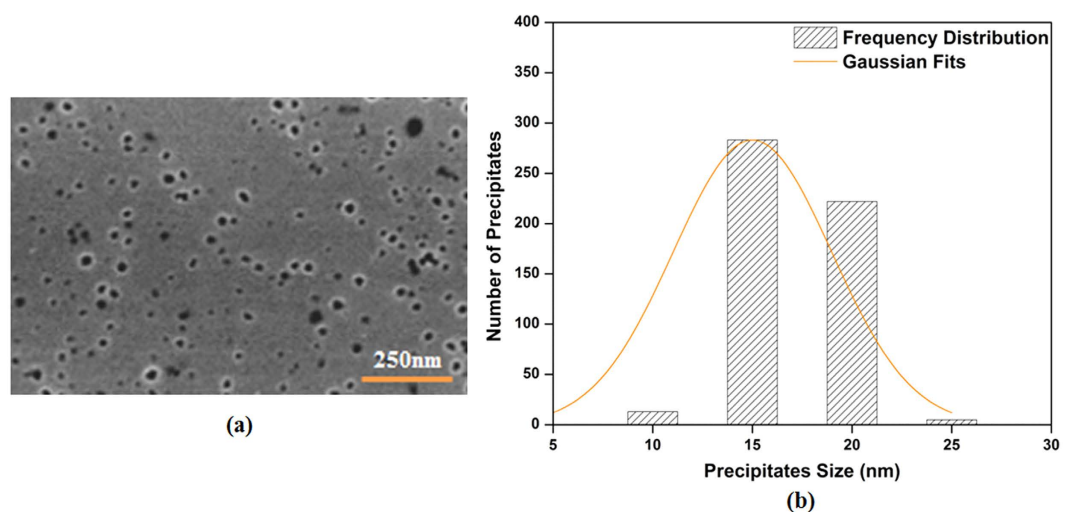 250nm
(a)
400
350
300
250
200
150
100
50
0
Number of Precipitates
Frequency Distribution
Gaussian Fits
5 10 15 20 25 30
Precipitates Size (nm)
(b)